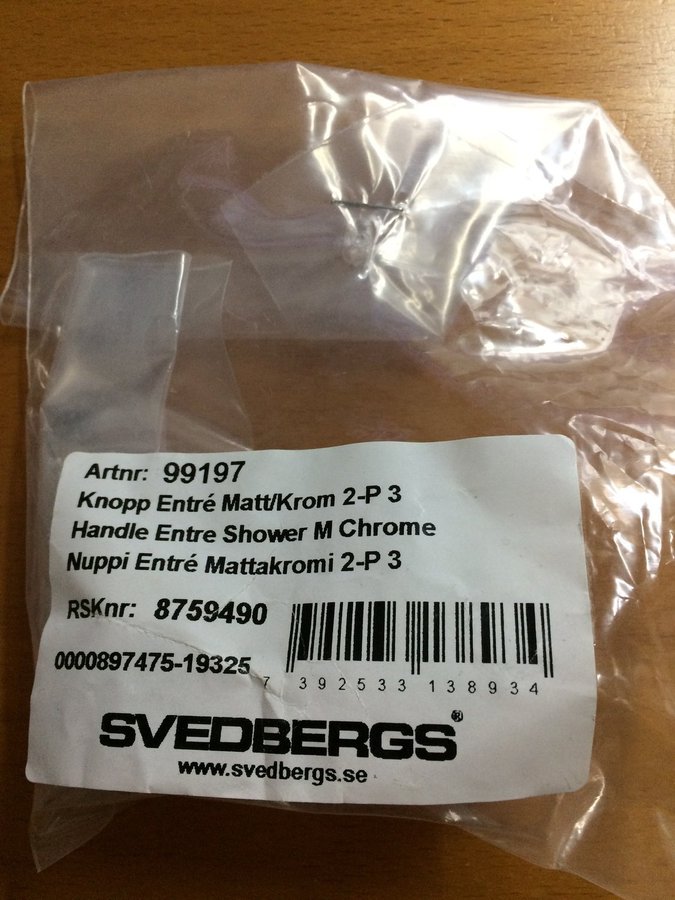 Artnr: 99197
Knopp Entré Matt/Krom 2-P 3
Handle Entre Shower M Chrome
Nuppi Entré Mattakromi 2-P 3
RSKnr: 8759490
0000897475-19325
7 392533 138934
SVEDBERGS®
www.svedbergs.se